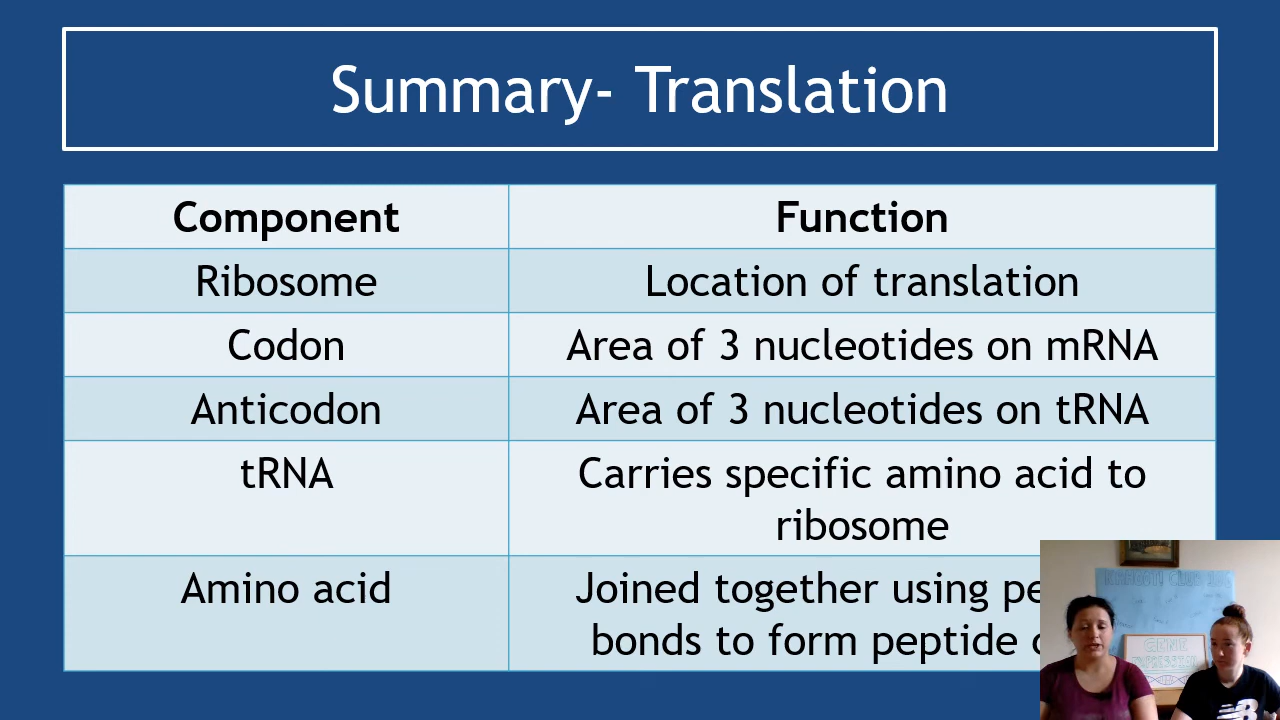 Summary- Translation
Component
Function
Ribosome
Location of translation
Codon
Area of 3 nucleotides on mRNA
Anticodon
Area of 3 nucleotides on tRNA
tRNA
Carries specific amino acid to
ribosome
Amino acid
Joined together using
bonds to form peptide
GENE